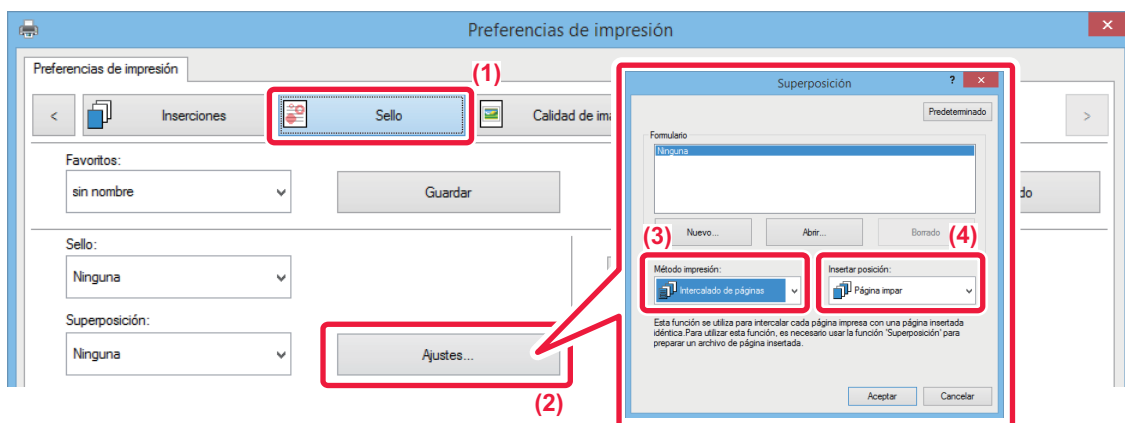 Preferencias de impresión
Preferencias de impresión
(1)
< Inserciones Sello Calidad de im >
Favoritos:
sin nombre Guardar do
Sello:
Ninguna
Superposición:
Ninguna Ajustes...
(2)
Superposición ?
Predeterminado
Formulario
Ninguna
Nuevo... Abrir... Borrado
(3) (4)
Método impresión: Insertar posición:
Intercalado de páginas Página impar
Esta función se utiliza para intercalar cada página impresa con una página insertada
idéntica.Para utilizar esta función, es necesario usar la función 'Superposición' para
preparar un archivo de página insertada.
Aceptar Cancelar